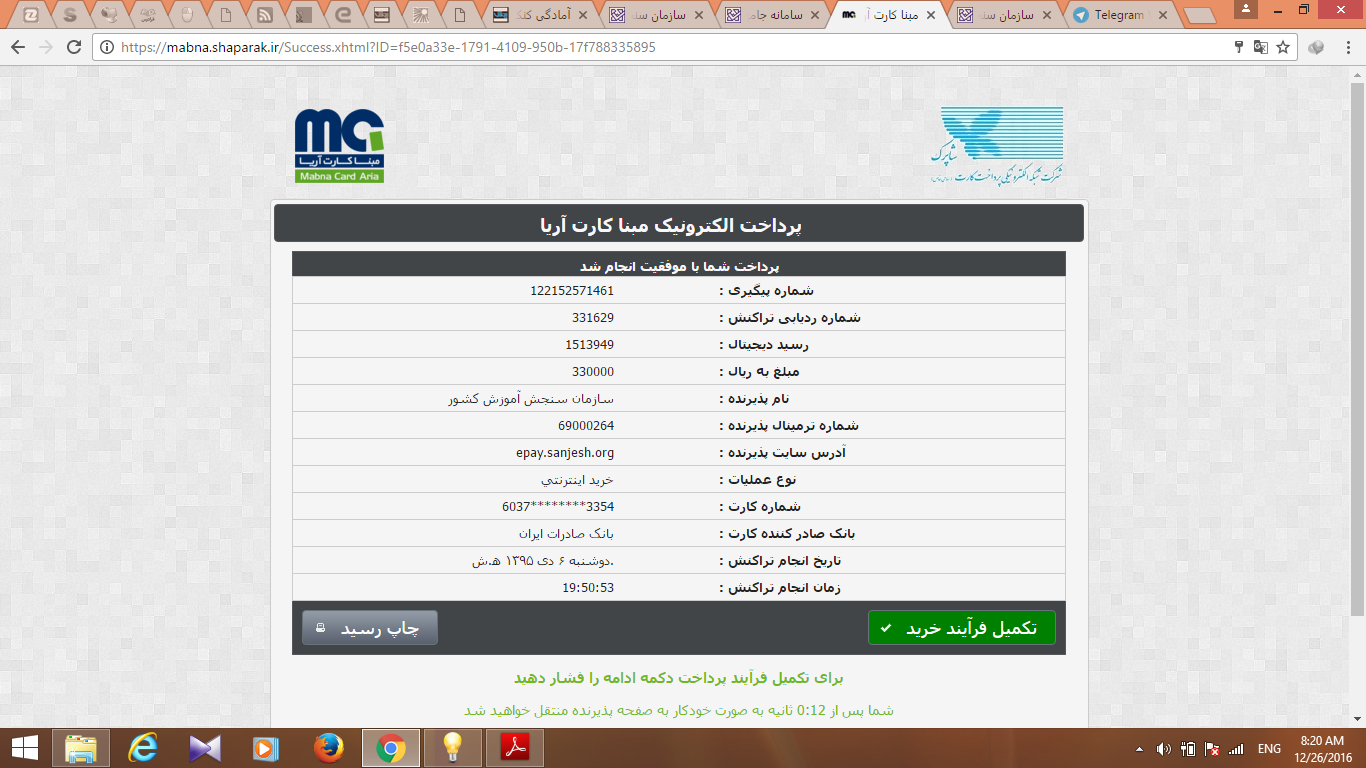 آمادگی کنک
سازمان سند
سامانه جام
مبنا کارت آر
سازمان سند
Telegram
https://mabna.shaparak.ir/Success.xhtml?ID=f5e0a33e-1791-4109-950b-17f788335895
mca
مبنا کارت آریا
Mabna Card Aria
شاپرک
شرکت شبکه الکترونیکی پرداخت کارت
پرداخت الکترونیک مبنا کارت آریا
پرداخت شما با موفقیت انجام شد
شماره پیگیری : 122152571461
شماره ردیابی تراکنش : 331629
رسید دیجیتال : 1513949
مبلغ به ریال : 330000
نام پذیرنده : سازمان سنجش آموزش کشور
شماره ترمینال پذیرنده : 69000264
آدرس سایت پذیرنده : epay.sanjesh.org
نوع عملیات : خرید اینترنتي
شماره کارت : 6037********3354
بانک صادر کننده کارت : بانک صادرات ایران
تاریخ انجام تراکنش : دوشنبه ۶ دی ۱۳۹۵ ه.ش.
زمان انجام تراکنش : 19:50:53
تکمیل فرآیند خرید
چاپ رسید
برای تکمیل فرآیند پرداخت دکمه ادامه را فشار دهید
شما پس از 0:12 ثانیه به صورت خودکار به صفحه پذیرنده منتقل خواهید شد
ENG
8:20 AM
12/26/2016